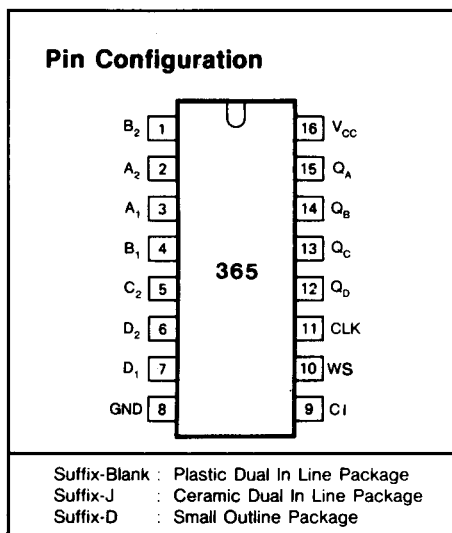 Pin Configuration
B2 1 16 VCC
A2 2 15 QA
A1 3 14 QB
B1 4 13 QC
365
C2 5 12 QD
D2 6 11 CLK
D1 7 10 WS
GND 8 9 C1
Suffix-Blank : Plastic Dual In Line Package
Suffix-J : Ceramic Dual In Line Package
Suffix-D : Small Outline Package